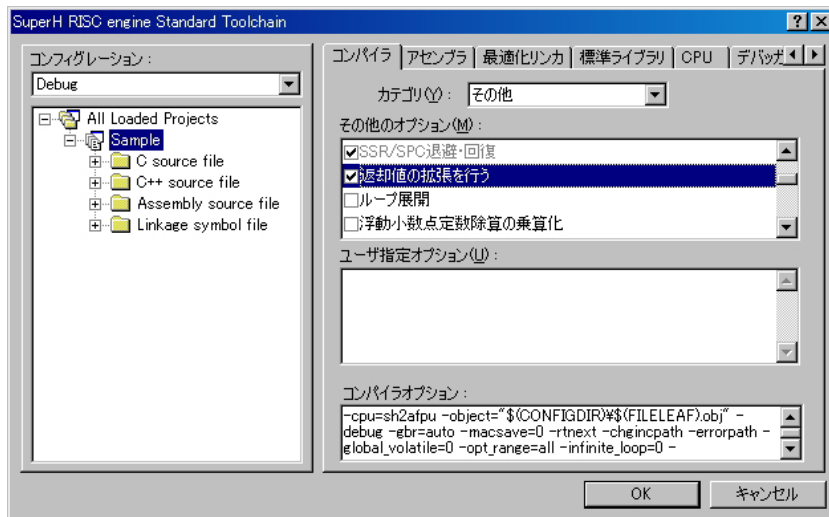 SuperH RISC engine Standard Toolchain
コンフィグレーション :
Debug
All Loaded Projects
Sample
C source file
C++ source file
Assembly source file
Linkage symbol file
コンパイラ アセンブラ 最適化リンカ 標準ライブラリ CPU デバッガ
カテゴリ(Y) : その他
その他のオプション(M) :
SSR/SPC退避・回復
返却値の拡張を行う
ループ展開
浮動小数点定数除算の乗算化
ユーザ指定オプション(U) :
コンパイラオプション :
-cpu=sh2afpu -object="$(CONFIGDIR)¥$(FILELEAF).obj" -
debug -gbr=auto -macsave=0 -rtnext -chgincpath -errorpath -
global_volatile=0 -opt_range=all -infinite_loop=0 -
OK キャンセル